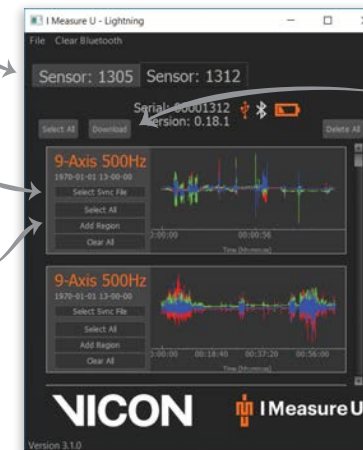 I Measure U - Lightning
File Clear Bluetooth
Sensor: 1305 Sensor: 1312
Serial: 00001312
Version: 0.18.1
Select All Download Delete All
9-Axis 500Hz
1970-01-01 13-00-00
Select Sync File
Select All
Add Region
Clear All
0:00:00 00:00:56
Time (hh:mm:ss)
9-Axis 500Hz
1970-01-01 13-00-00
Select Sync File
Select All
Add Region
Clear All
0:00:00 00:18:40 00:37:20 00:56:00
Time (hh:mm:ss)
VICON I Measure U
Version 3.1.0